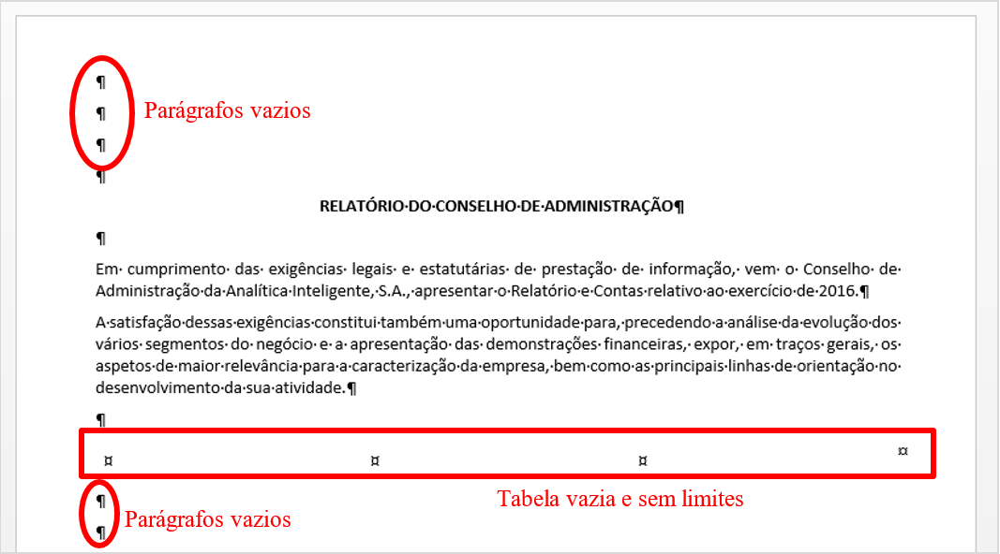 ¶
¶
Parágrafos vazios
¶
¶
RELATÓRIO·DO·CONSELHO·DE·ADMINISTRAÇÃO¶
¶
Em· cumprimento· das· exigências· legais· e· estatutárias· de· prestação· de· informação,· vem· o· Conselho· de·
Administração·da·Analítica·Inteligente,·S.A.,·apresentar·o·Relatório·e·Contas·relativo·ao·exercício·de·2016.¶
A·satisfação·dessas·exigências·constitui·também·uma·oportunidade·para,·precedendo·a·análise·da·evolução·dos·
vários· segmentos· do· negócio· e· a· apresentação· das· demonstrações· financeiras,· expor,· em· traços· gerais,· os·
aspetos·de·maior·relevância·para·a·caracterização·da·empresa,·bem·como·as·principais·linhas·de·orientação·no·
desenvolvimento·da·sua·atividade.¶
¶
¤ ¤ ¤ ¤
¶
Tabela vazia e sem limites
Parágrafos vazios
¶